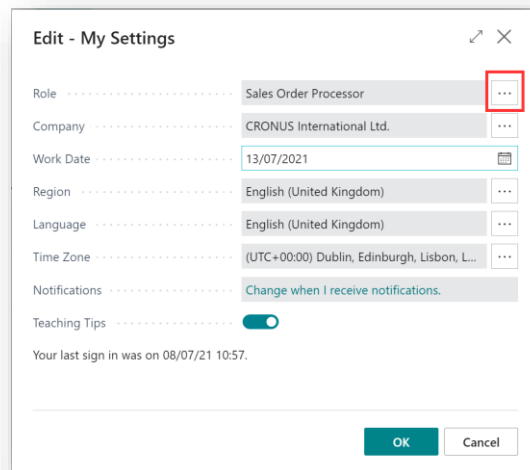 Edit - My Settings
Role Sales Order Processor
Company CRONUS International Ltd.
Work Date 13/07/2021
Region English (United Kingdom)
Language English (United Kingdom)
Time Zone (UTC+00:00) Dublin, Edinburgh, Lisbon, L...
Notifications Change when I receive notifications.
Teaching Tips
Your last sign in was on 08/07/21 10:57.
OK Cancel